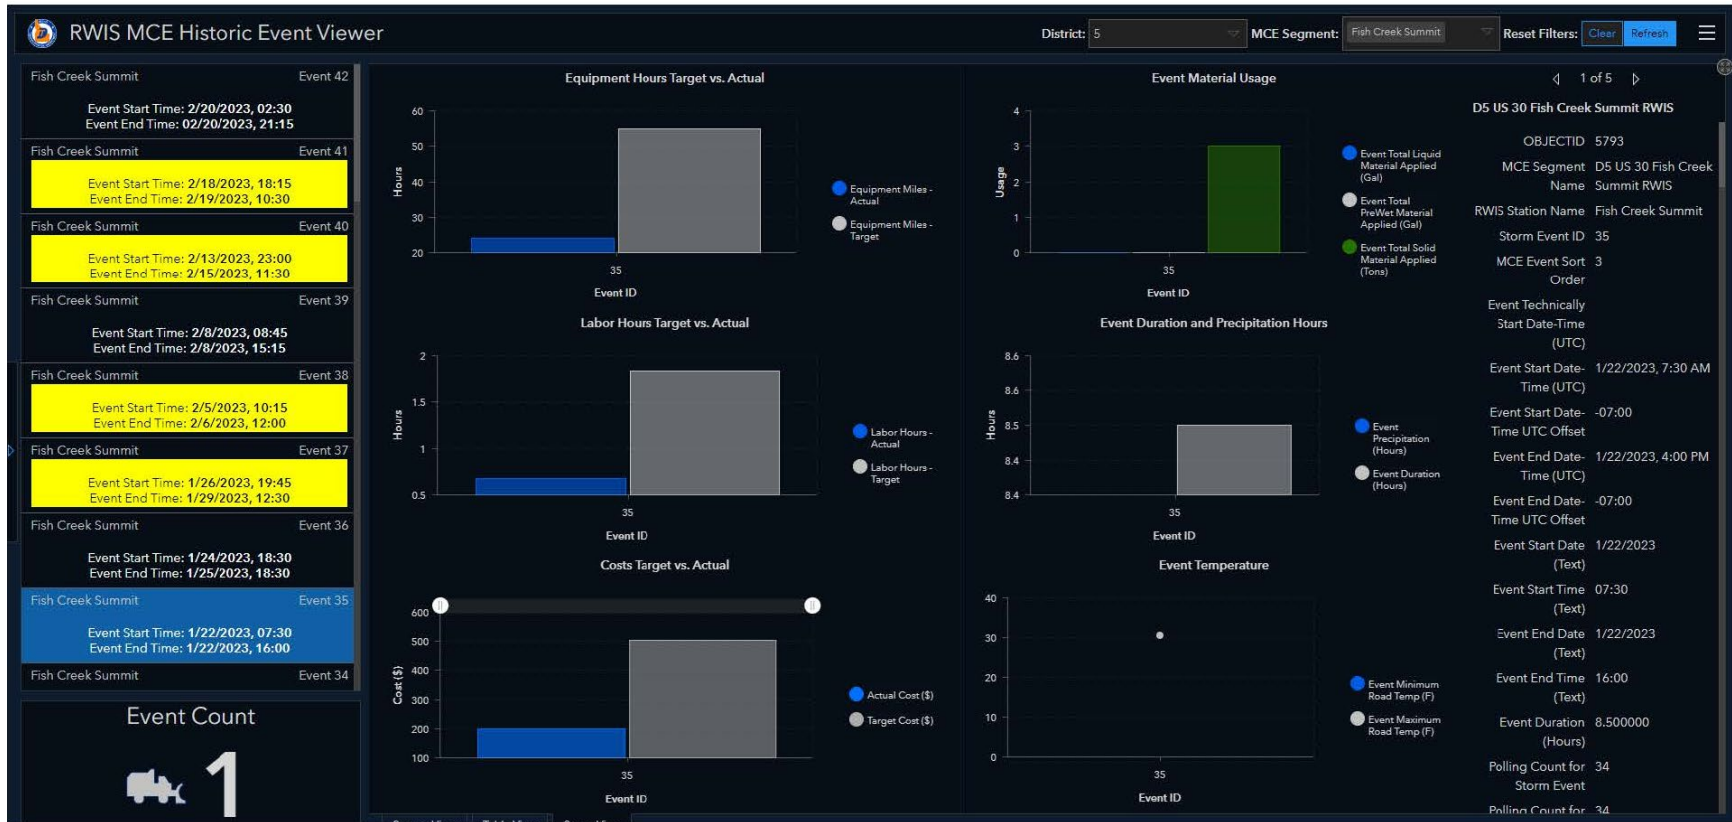 RWIS MCE Historic Event Viewer
District: 5
MCE Segment: Fish Creek Summit
Reset Filters: Clear Refresh
Fish Creek Summit Event 42
Event Start Time: 2/20/2023, 02:30
Event End Time: 02/20/2023, 21:15
Fish Creek Summit Event 41
Event Start Time: 2/18/2023, 18:15
Event End Time: 2/19/2023, 10:30
Fish Creek Summit Event 40
Event Start Time: 2/13/2023, 23:00
Event End Time: 2/15/2023, 11:30
Fish Creek Summit Event 39
Event Start Time: 2/8/2023, 08:45
Event End Time: 2/8/2023, 15:15
Fish Creek Summit Event 38
Event Start Time: 2/5/2023, 10:15
Event End Time: 2/6/2023, 12:00
Fish Creek Summit Event 37
Event Start Time: 1/26/2023, 19:45
Event End Time: 1/29/2023, 12:30
Fish Creek Summit Event 36
Event Start Time: 1/24/2023, 18:30
Event End Time: 1/25/2023, 18:30
Fish Creek Summit Event 35
Event Start Time: 1/22/2023, 07:30
Event End Time: 1/22/2023, 16:00
Fish Creek Summit Event 34
Event Count
1
Equipment Hours Target vs. Actual
60
50
40
30
20
Hours
35
Event ID
Equipment Miles -
Actual
Equipment Miles -
Target
Labor Hours Target vs. Actual
2
1.5
1
0.5
Hours
35
Event ID
Labor Hours -
Actual
Labor Hours -
Target
Costs Target vs. Actual
600
500
400
300
200
100
Cost ($)
35
Event ID
Actual Cost ($)
Target Cost ($)
Event Material Usage
4
3
2
1
0
Usage
35
Event ID
Event Total Liquid
Material Applied
(Gal)
Event Total
PreWet Material
Applied (Gal)
Event Total Solid
Material Applied
(Tons)
Event Duration and Precipitation Hours
8.6
8.6
8.5
8.4
8.4
Hours
35
Event ID
Event
Precipitation
(Hours)
Event Duration
(Hours)
Event Temperature
40
30
20
10
0
35
Event ID
Event Minimum
Road Temp (F)
Event Maximum
Road Temp (F)
1 of 5
D5 US 30 Fish Creek Summit RWIS
OBJECTID 5793
MCE Segment D5 US 30 Fish Creek
Name Summit RWIS
RWIS Station Name Fish Creek Summit
Storm Event ID 35
MCE Event Sort 3
Order
Event Technically
Start Date-Time
(UTC)
Event Start Date- 1/22/2023, 7:30 AM
Time (UTC)
Event Start Date- -07:00
Time UTC Offset
Event End Date- 1/22/2023, 4:00 PM
Time (UTC)
Event End Date- -07:00
Time UTC Offset
Event Start Date 1/22/2023
(Text)
Event Start Time 07:30
(Text)
Event End Date 1/22/2023
(Text)
Event End Time 16:00
(Text)
Event Duration 8.500000
(Hours)
Polling Count for 34
Storm Event
Polling Count for 34